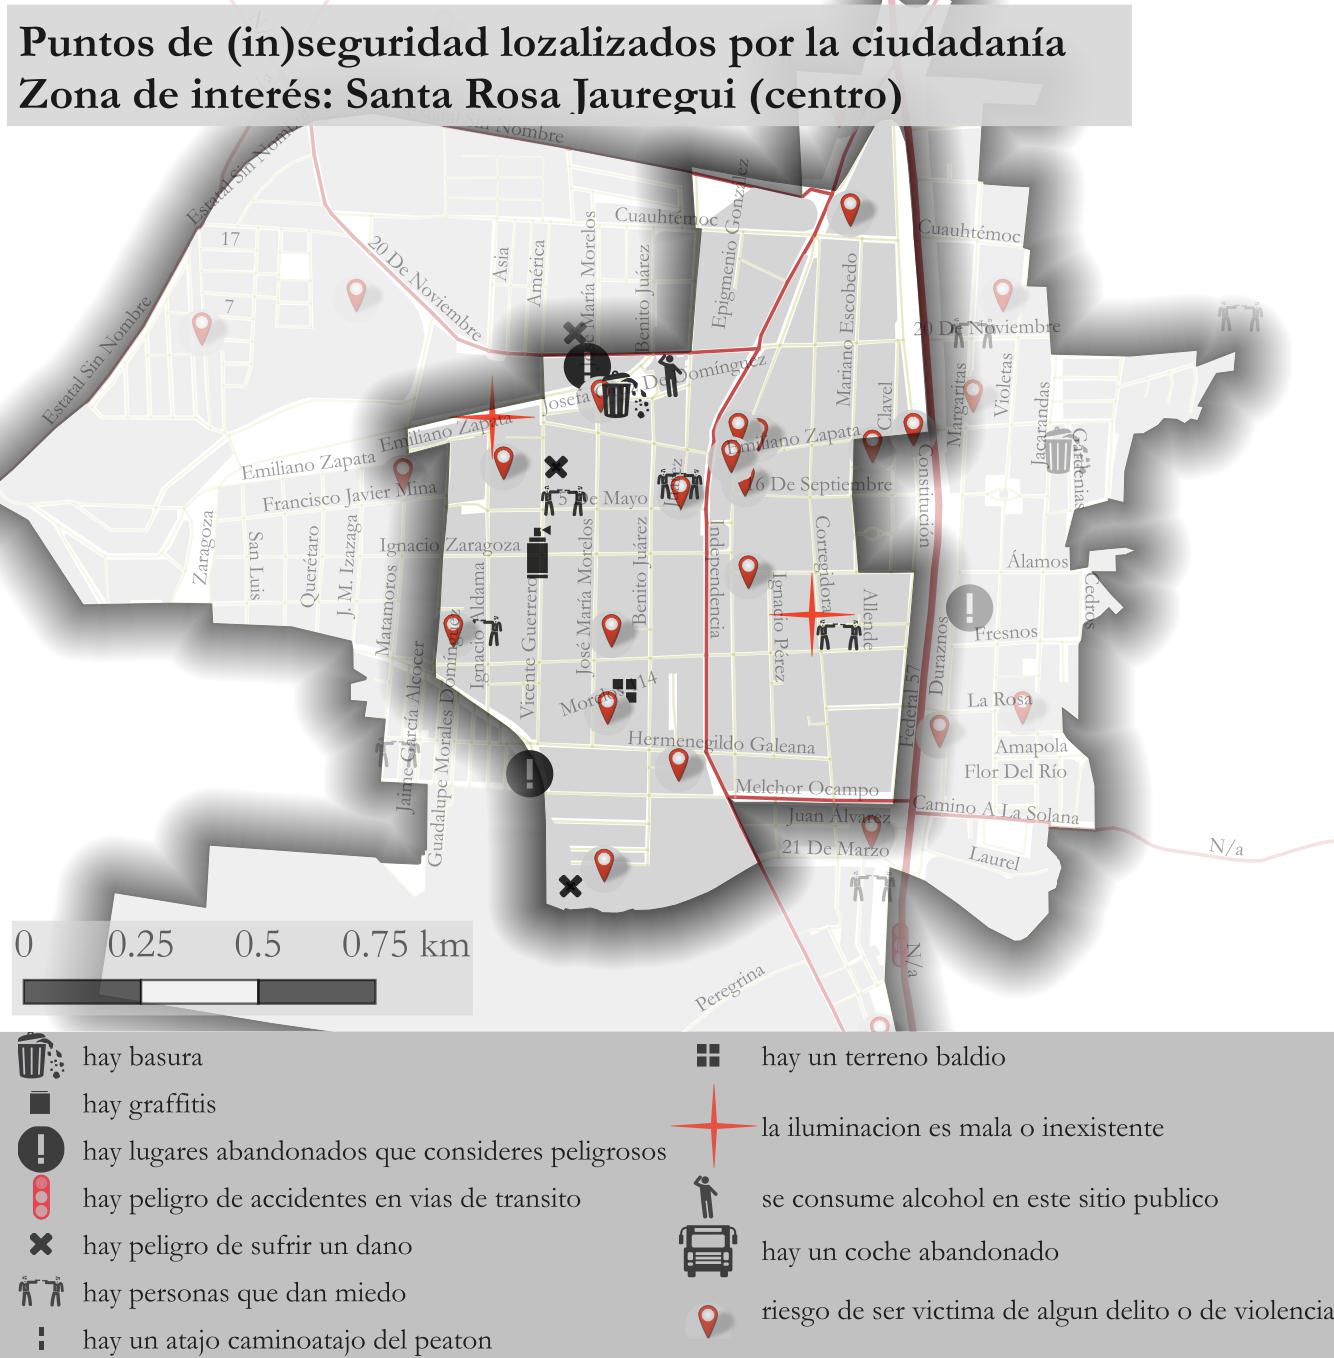 Puntos de (in)seguridad lozalizados por la ciudadanía
Zona de interés: Santa Rosa Jauregui (centro)
Sin Nombre
Estatal Sin Nombre
17
7
20 De Noviembre
Asia
América
María Morelos
Cuauhtémoc
Benito Juárez
Epigmenio González
Mariano Escobedo
Clavel
Cuauhtémoc
20 De Noviembre
Margaritas
Violetas
Jacarandas
Gardenias
Estatal Sin Nombre
Josefa
De Domínguez
Emiliano Zapata
Emiliano Zapata
Emiliano Zapata
Francisco Javier Mina
5 De Mayo
16 De Septiembre
Constitución
Zaragoza
San Luis
Querétaro
J. M. Izazaga
Matamoros
Ignacio Zaragoza
Ignacio Aldama
Vicente Guerrero
José María Morelos
Benito Juárez
Independencia
Ignacio Pérez
Corregidora
Allende
Álamos
Cedros
Fresnos
Duraznos
Federal 57
Jaime García Alcocer
Guadalupe Morales Domínguez
Morelos 14
La Rosa
Hermenegildo Galeana
Amapola
Flor Del Río
Melchor Ocampo
Camino A La Solana
Juan Álvarez
21 De Marzo
Laurel
N/a
N/a
Peregrina
0 0.25 0.5 0.75 km
hay basura
hay graffitis
hay lugares abandonados que consideres peligrosos
hay peligro de accidentes en vias de transito
hay peligro de sufrir un dano
hay personas que dan miedo
hay un atajo caminoatajo del peaton
hay un terreno baldio
la iluminacion es mala o inexistente
se consume alcohol en este sitio publico
hay un coche abandonado
riesgo de ser victima de algun delito o de violencia